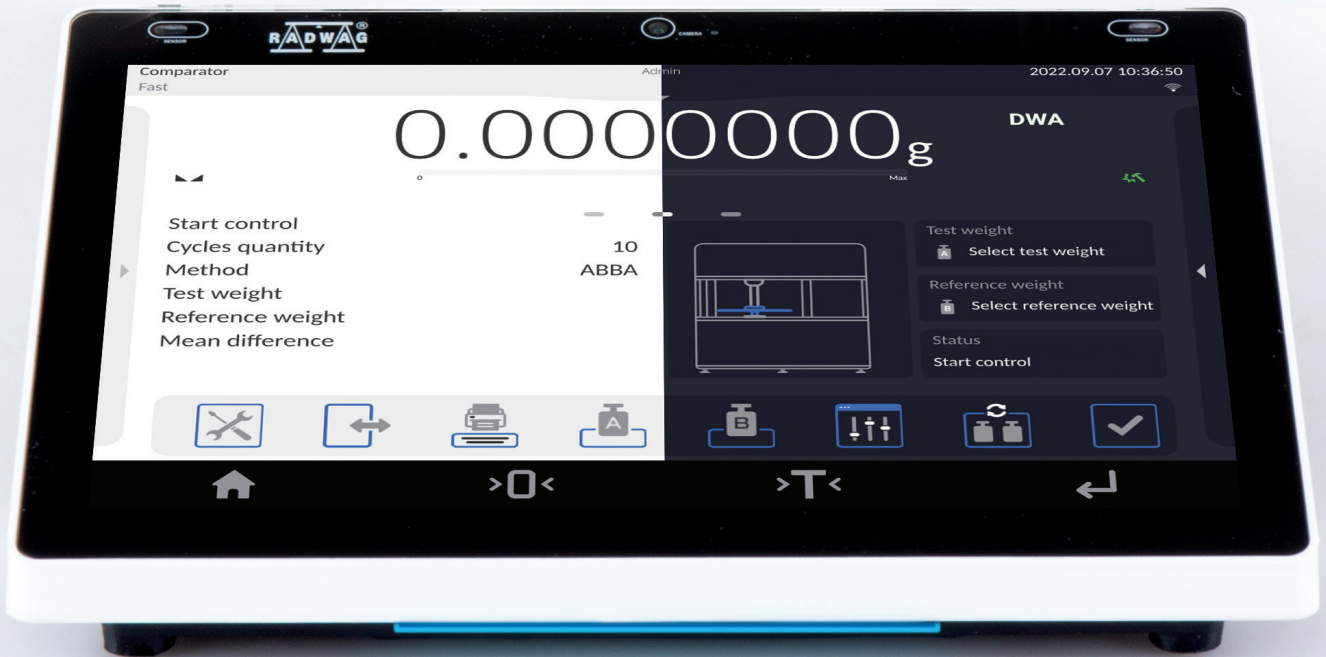 SENSOR
RADWAG®
CAMERA
SENSOR
Comparator
Admin
2022.09.07 10:36:50
Fast
0.0000000g
DWA
0
Max
Start control
Cycles quantity 10
Method ABBA
Test weight
Reference weight
Mean difference
Test weight
A
Select test weight
Reference weight
B
Select reference weight
Status
Start control
A
B
>0<
>T<